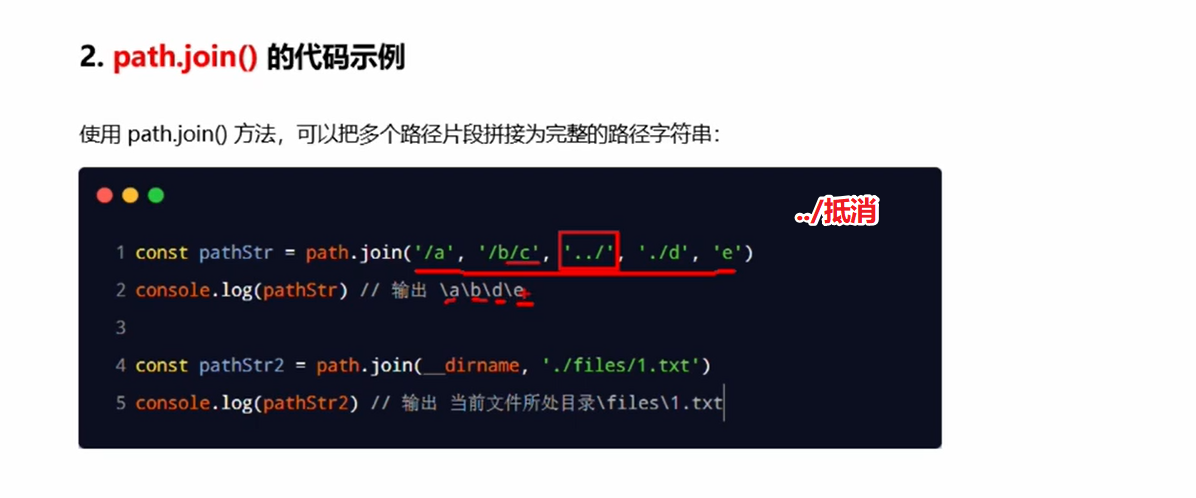 2. path.join() 的代码示例
使用 path.join() 方法，可以把多个路径片段拼接为完整的路径字符串：
../抵消
1 const pathStr = path.join('/a', '/b/c', '../', './d', 'e')
2 console.log(pathStr) // 输出 \a\b\d\e
3
4 const pathStr2 = path.join(__dirname, './files/1.txt')
5 console.log(pathStr2) // 输出 当前文件所处目录\files\1.txt